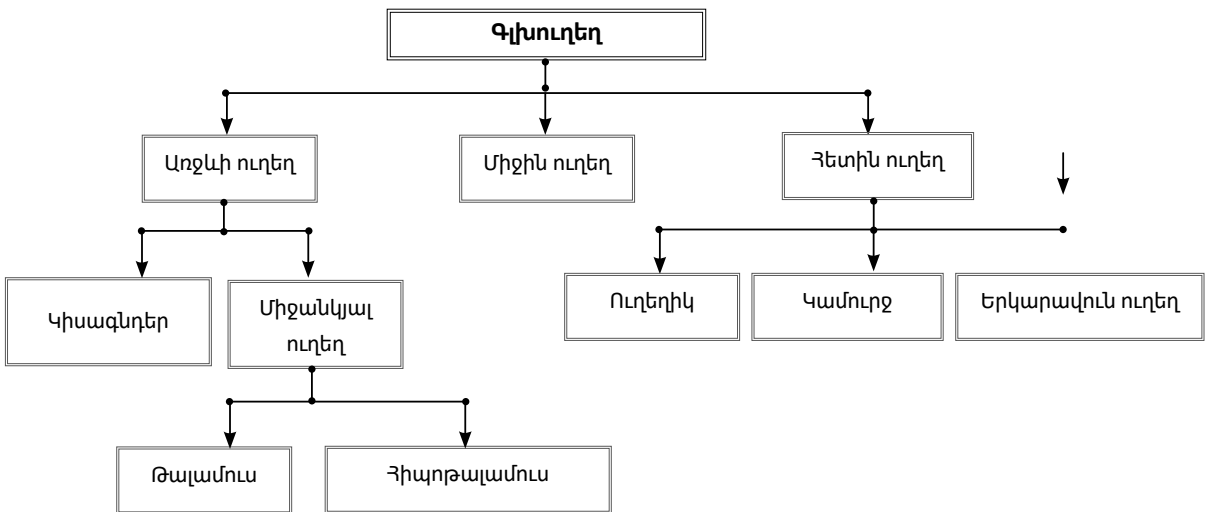 Գլխուղեղ
Առջևի ուղեղ
Միջին ուղեղ
Հետին ուղեղ
Կիսագնդեր
Միջանկյալ
ուղեղ
Ուղեղիկ
Կամուրջ
Երկարավուն ուղեղ
Թալամուս
Հիպոթալամուս